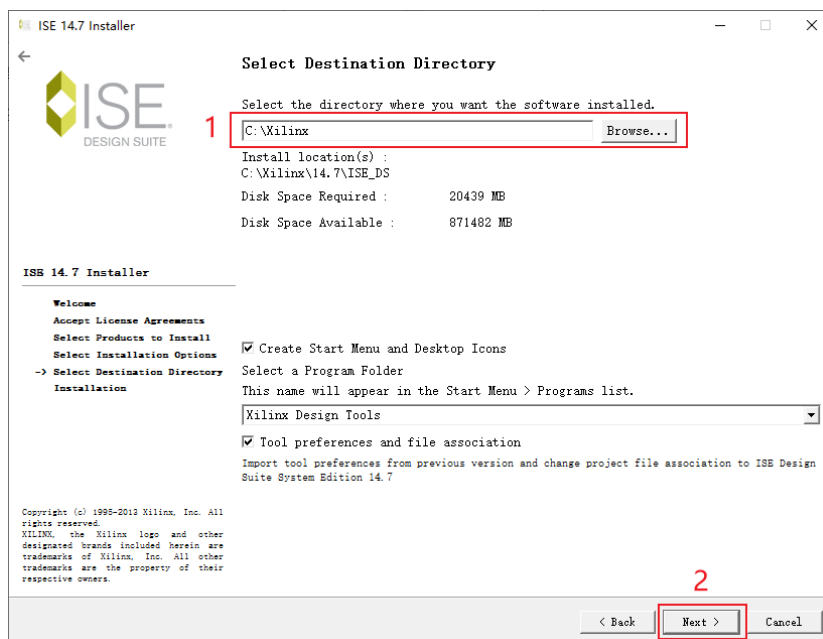 ISE 14.7 Installer
ISE
DESIGN SUITE
Select Destination Directory
Select the directory where you want the software installed.
1
C:\Xilinx
Browse...
Install location(s) :
C:\Xilinx\14.7\ISE_DS
Disk Space Required : 20439 MB
Disk Space Available : 871482 MB
ISE 14.7 Installer
Welcome
Accept License Agreements
Select Products to Install
Select Installation Options
-> Select Destination Directory
Installation
Create Start Menu and Desktop Icons
Select a Program Folder
This name will appear in the Start Menu > Programs list.
Xilinx Design Tools
Tool preferences and file association
Import tool preferences from previous version and change project file association to ISE Design
Suite System Edition 14.7
Copyright (c) 1995-2013 Xilinx, Inc. All
rights reserved.
XILINX, the Xilinx logo and other
designated brands included herein are
trademarks of Xilinx, Inc. All other
trademarks are the property of their
respective owners.
2
< Back
Next >
Cancel